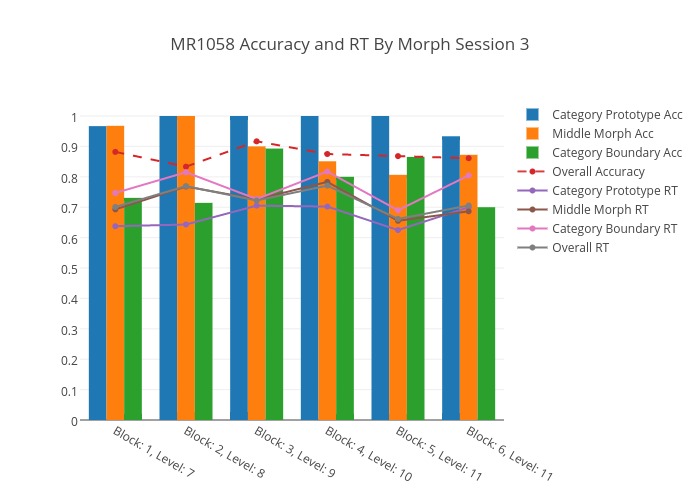 MR1058 Accuracy and RT By Morph Session 3
1
0.9
0.8
0.7
0.6
0.5
0.4
0.3
0.2
0.1
0
Block: 1, Level: 7
Block: 2, Level: 8
Block: 3, Level: 9
Block: 4, Level: 10
Block: 5, Level: 11
Block: 6, Level: 11
Category Prototype Acc
Middle Morph Acc
Category Boundary Acc
Overall Accuracy
Category Prototype RT
Middle Morph RT
Category Boundary RT
Overall RT